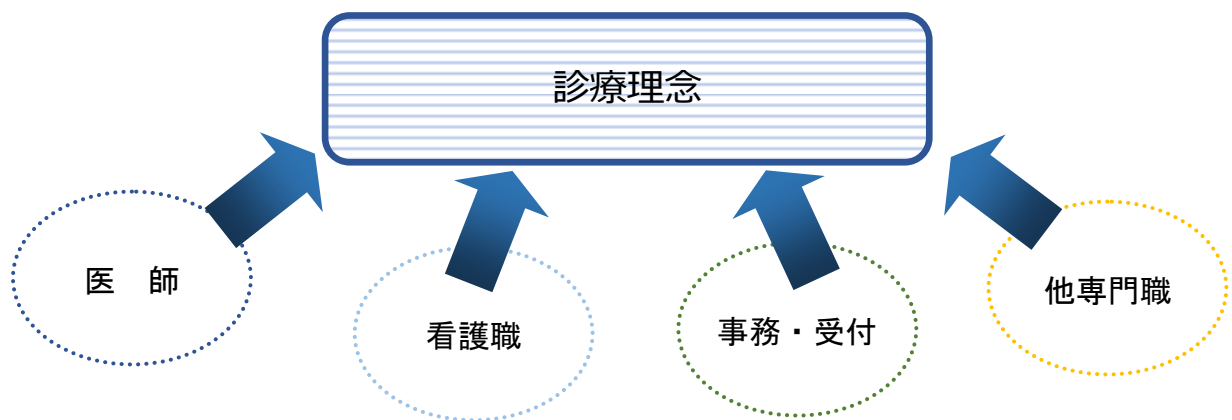 診療理念
医　師
看護職
事務・受付
他専門職